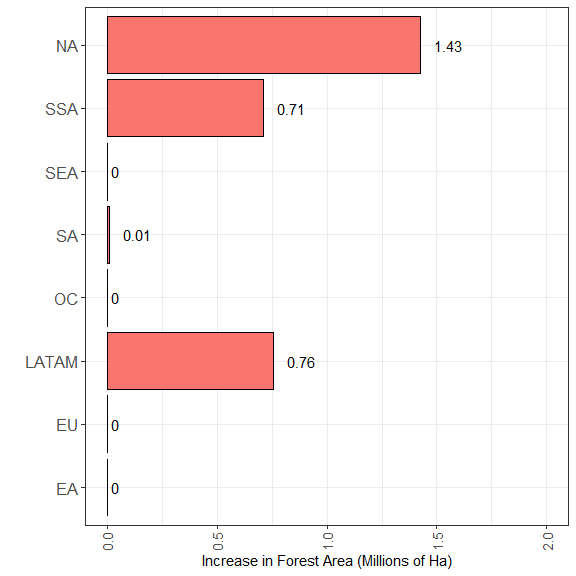 NA
1.43
SSA
0.71
SEA
0
SA
0.01
OC
0
LATAM
0.76
EU
0
EA
0
0.0
0.5
1.0
1.5
2.0
Increase in Forest Area (Millions of Ha)